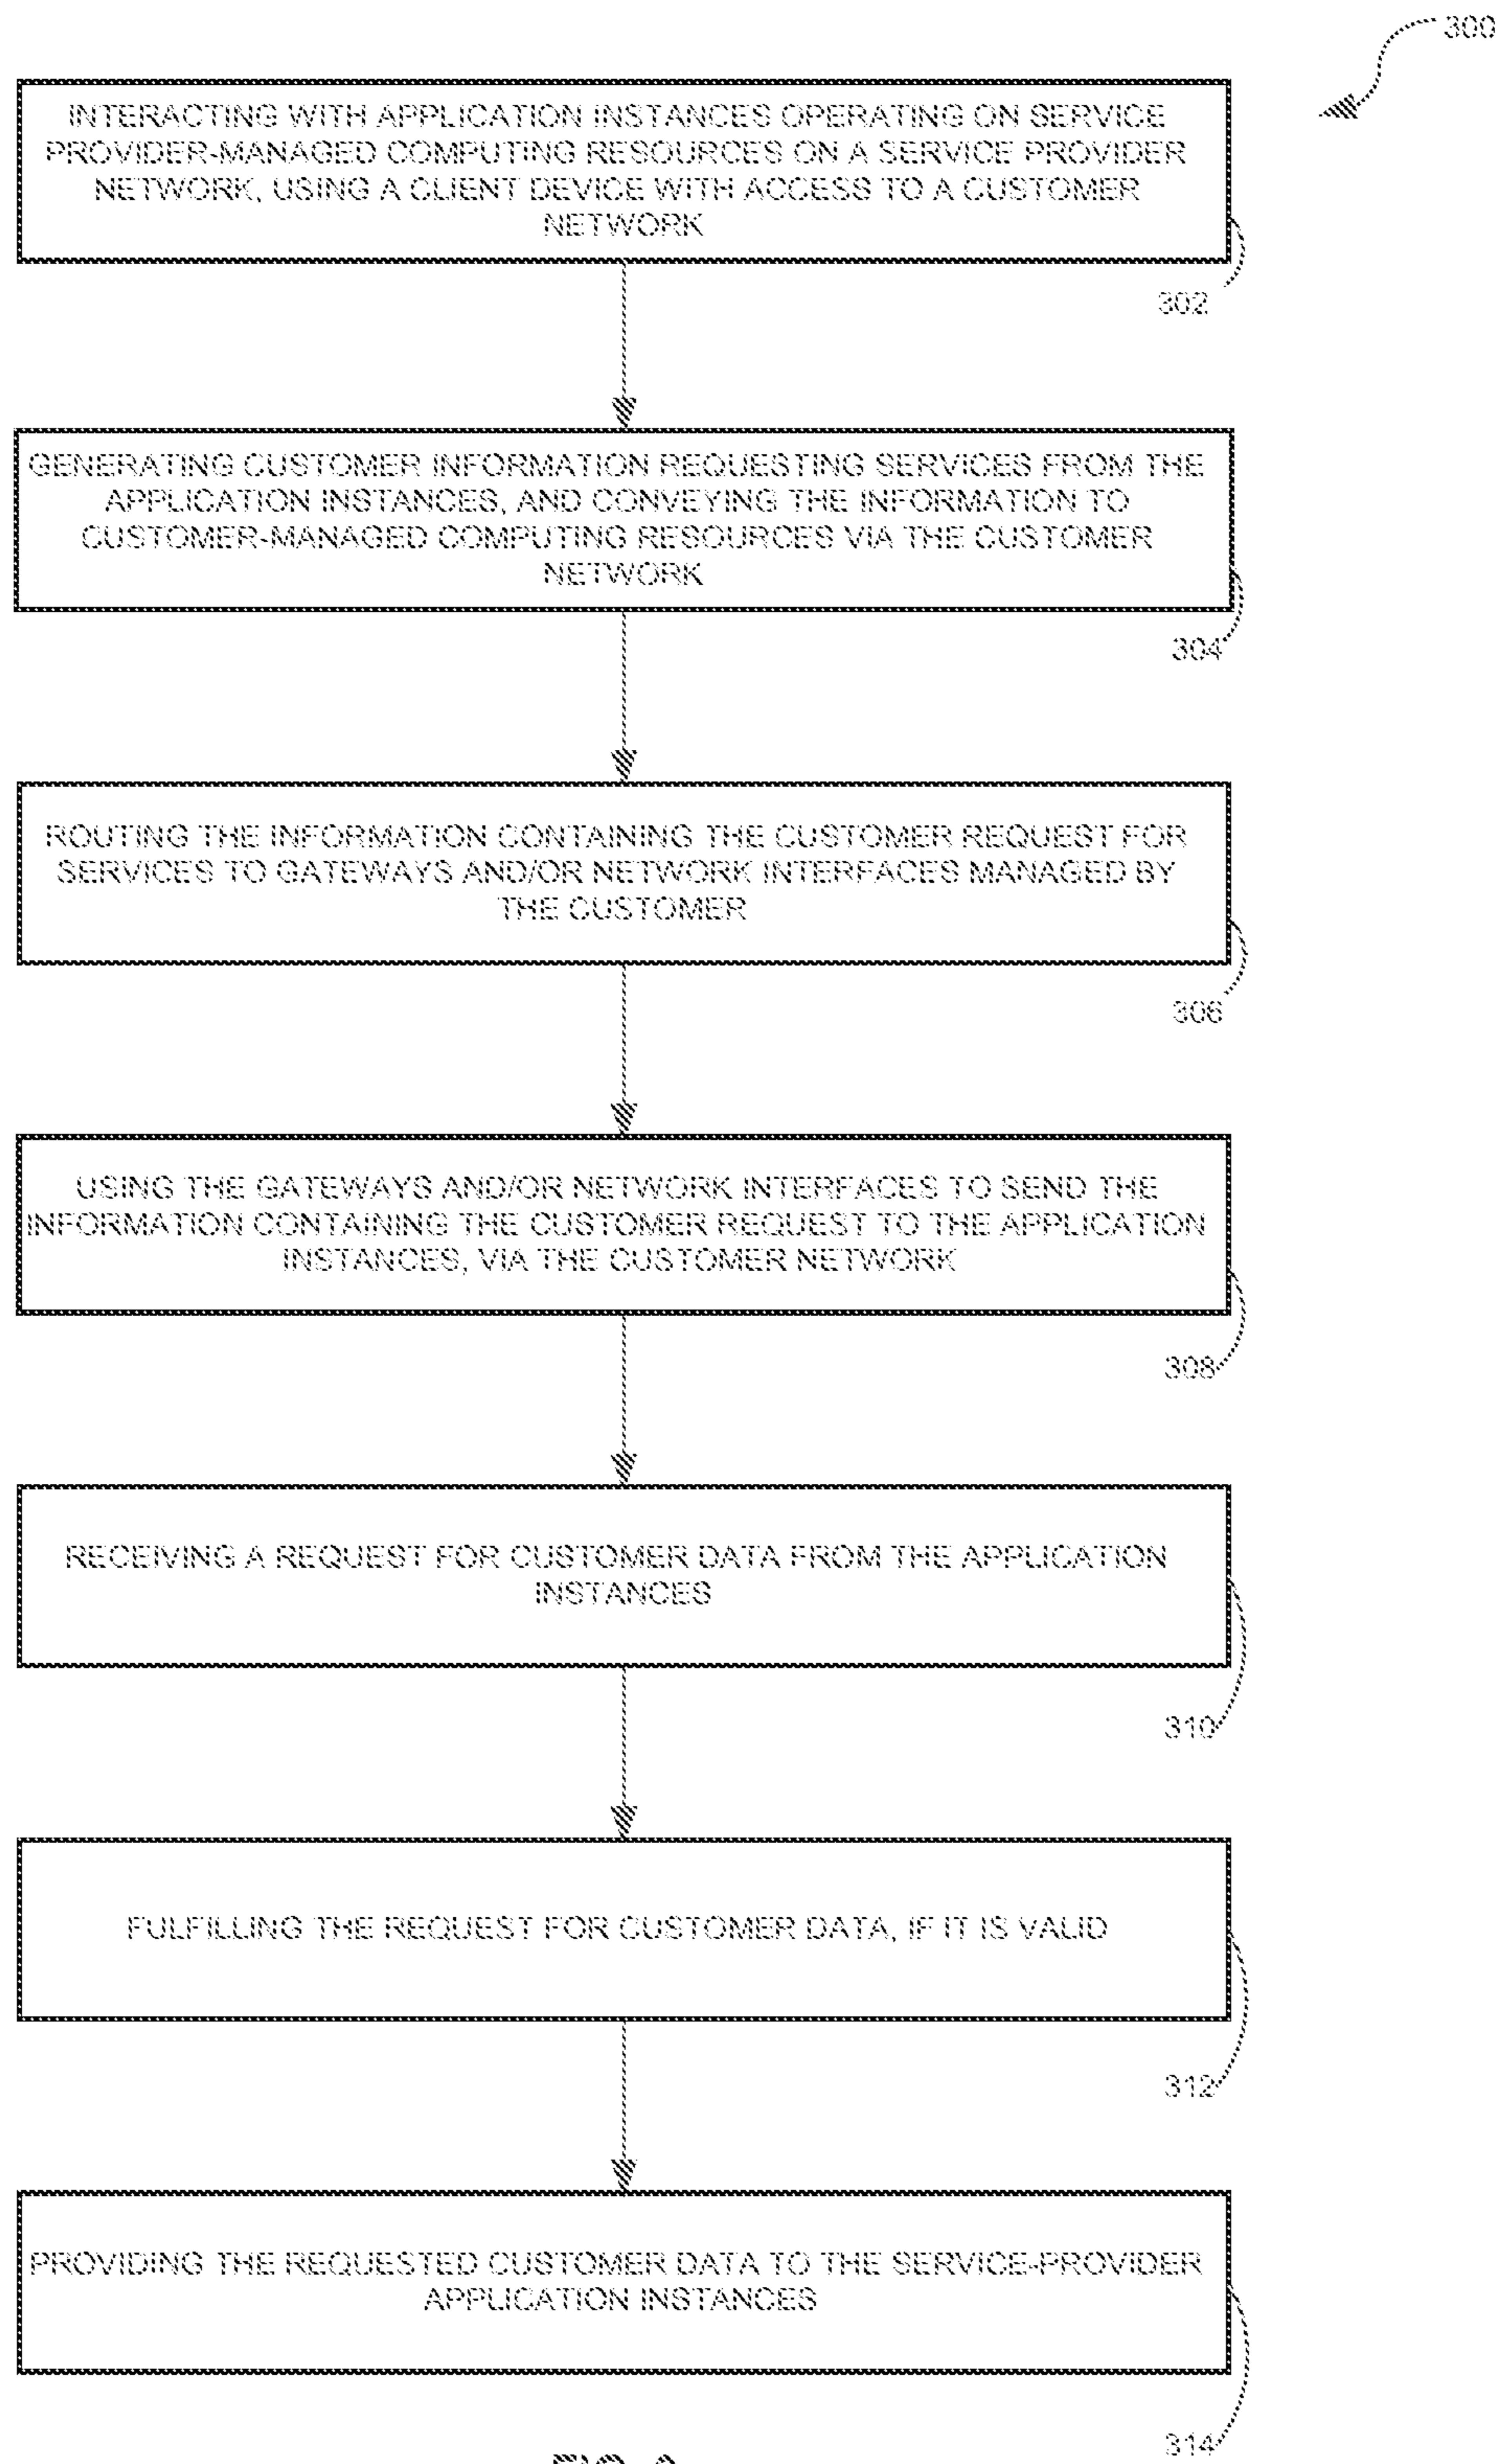 300
INTERACTING WITH APPLICATION INSTANCES OPERATING ON SERVICE
PROVIDER-MANAGED COMPUTING RESOURCES ON A SERVICE PROVIDER
NETWORK, USING A CLIENT DEVICE WITH ACCESS TO A CUSTOMER
NETWORK
302
GENERATING CUSTOMER INFORMATION REQUESTING SERVICES FROM THE
APPLICATION INSTANCES, AND CONVEYING THE INFORMATION TO
CUSTOMER-MANAGED COMPUTING RESOURCES VIA THE CUSTOMER
NETWORK
304
ROUTING THE INFORMATION CONTAINING THE CUSTOMER REQUEST FOR
SERVICES TO GATEWAYS AND/OR NETWORK INTERFACES MANAGED BY
THE CUSTOMER
306
USING THE GATEWAYS AND/OR NETWORK INTERFACES TO SEND THE
INFORMATION CONTAINING THE CUSTOMER REQUEST TO THE APPLICATION
INSTANCES, VIA THE CUSTOMER NETWORK
308
RECEIVING A REQUEST FOR CUSTOMER DATA FROM THE APPLICATION
INSTANCES
310
FULFILLING THE REQUEST FOR CUSTOMER DATA, IF IT IS VALID
312
PROVIDING THE REQUESTED CUSTOMER DATA TO THE SERVICE-PROVIDER
APPLICATION INSTANCES
314